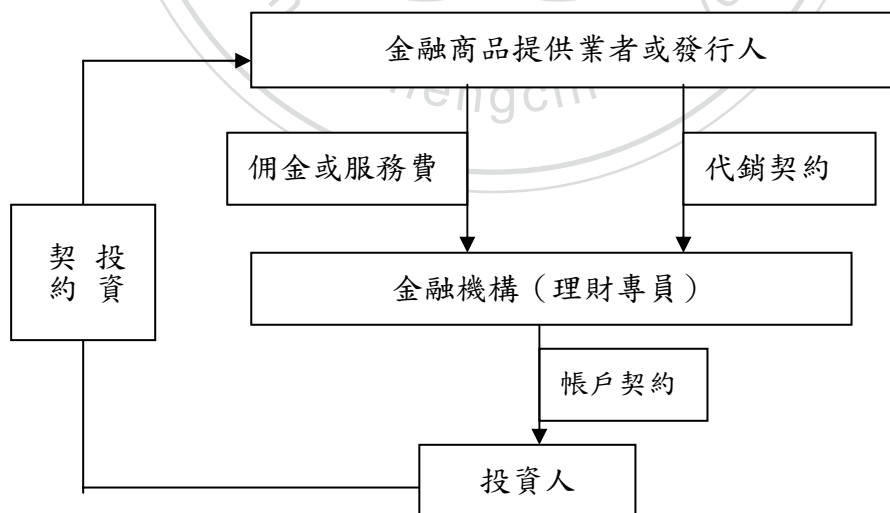 金融商品提供業者或發行人
hengchi
佣金或服務費
代銷契約
投資
契約
金融機構（理財專員）
帳戶契約
投資人